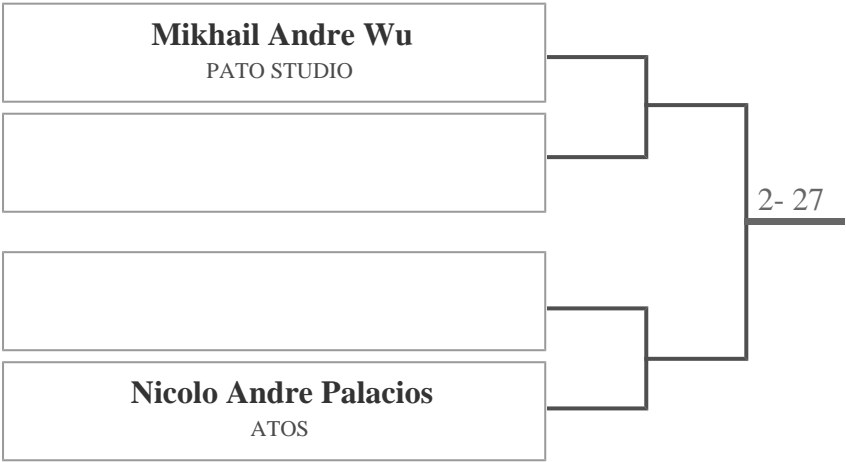 Mikhail Andre Wu
PATO STUDIO
2- 27
Nicolo Andre Palacios
ATOS